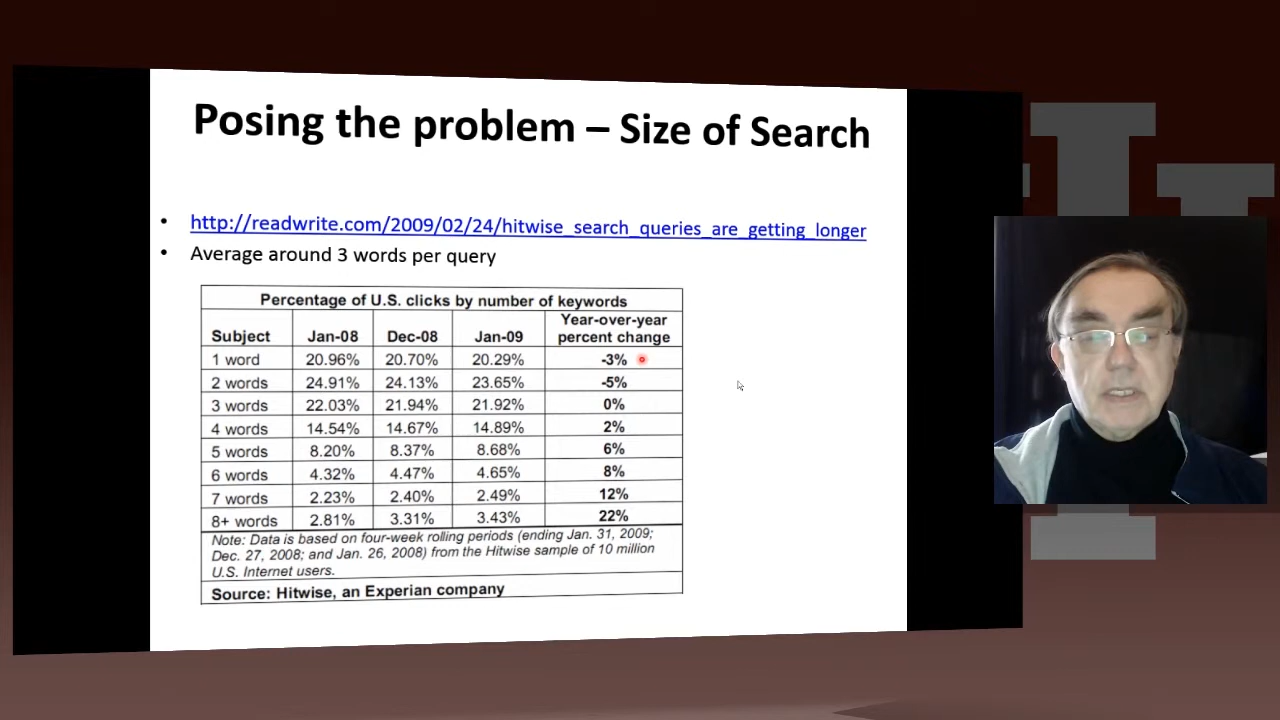 Posing the problem – Size of Search
• http://readwrite.com/2009/02/24/hitwise_search_queries_are_getting_longer
• Average around 3 words per query
Percentage of U.S. clicks by number of keywords
Subject Jan-08 Dec-08 Jan-09 Year-over-year percent change
1 word 20.96% 20.70% 20.29% -3%
2 words 24.91% 24.13% 23.65% -5%
3 words 22.03% 21.94% 21.92% 0%
4 words 14.54% 14.67% 14.89% 2%
5 words 8.20% 8.37% 8.68% 6%
6 words 4.32% 4.47% 4.65% 8%
7 words 2.23% 2.40% 2.49% 12%
8+ words 2.81% 3.31% 3.43% 22%
Note: Data is based on four-week rolling periods (ending Jan. 31, 2009;
Dec. 27, 2008; and Jan. 26, 2008) from the Hitwise sample of 10 million
U.S. Internet users.
Source: Hitwise, an Experian company